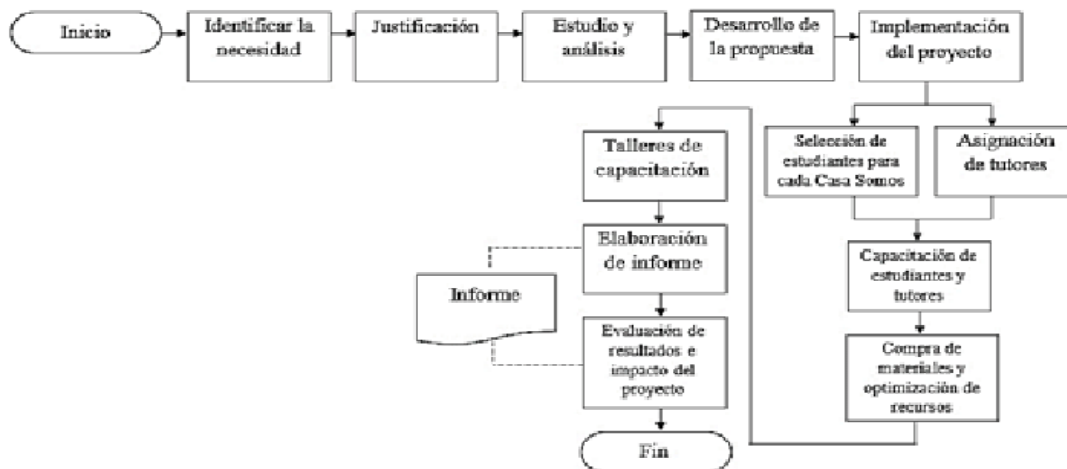 Inicio
Identificar la
necesidad
Justificación
Estudio y
análisis
Desarrollo de
la propuesta
Implementación
del proyecto
Selección de
estudiantes para
cada Casa Somos
Asignación
de tutores
Capacitación de
estudiantes y
tutores
Compra de
materiales y
optimización de
recursos
Talleres de
capacitación
Elaboración
de informe
Informe
Evaluación de
resultados e
impacto del
proyecto
Fin